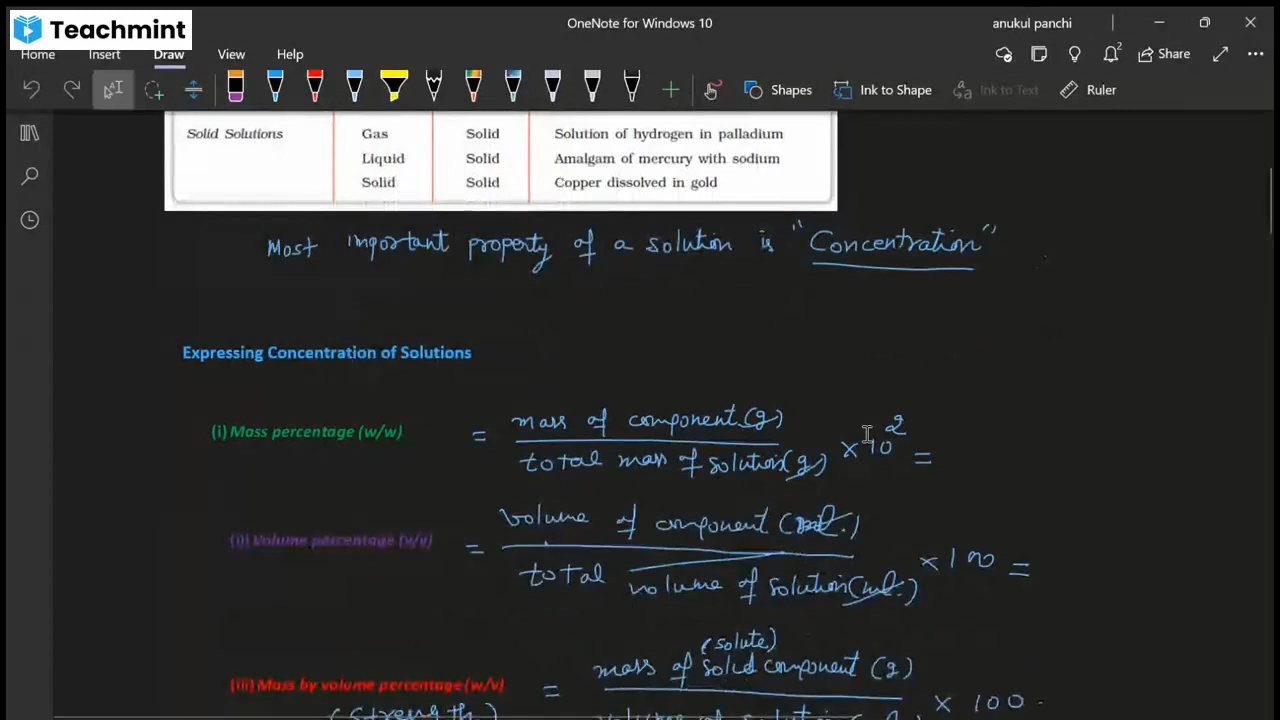 Teachmint
OneNote for Windows 10
anukul panchi
Home Insert Draw View Help
2
Share
Shapes
Ink to Shape
Ink to Text
Ruler
Solid Solutions Gas Solid Solution of hydrogen in palladium
Liquid Solid Amalgam of mercury with sodium
Solid Solid Copper dissolved in gold
Most important property of a solution is "Concentration"
Expressing Concentration of Solutions
(i) Mass percentage (w/w) = mass of component (g)
total mass of solution (g) × 10² =
(i) Volume percentage (v/v) = volume of component (ml.)
total volume of solution (ml.) × 100 =
(solute)
(iii) Mass by volume percentage (w/v) = mass of solid component (g)
× 100
(strength)